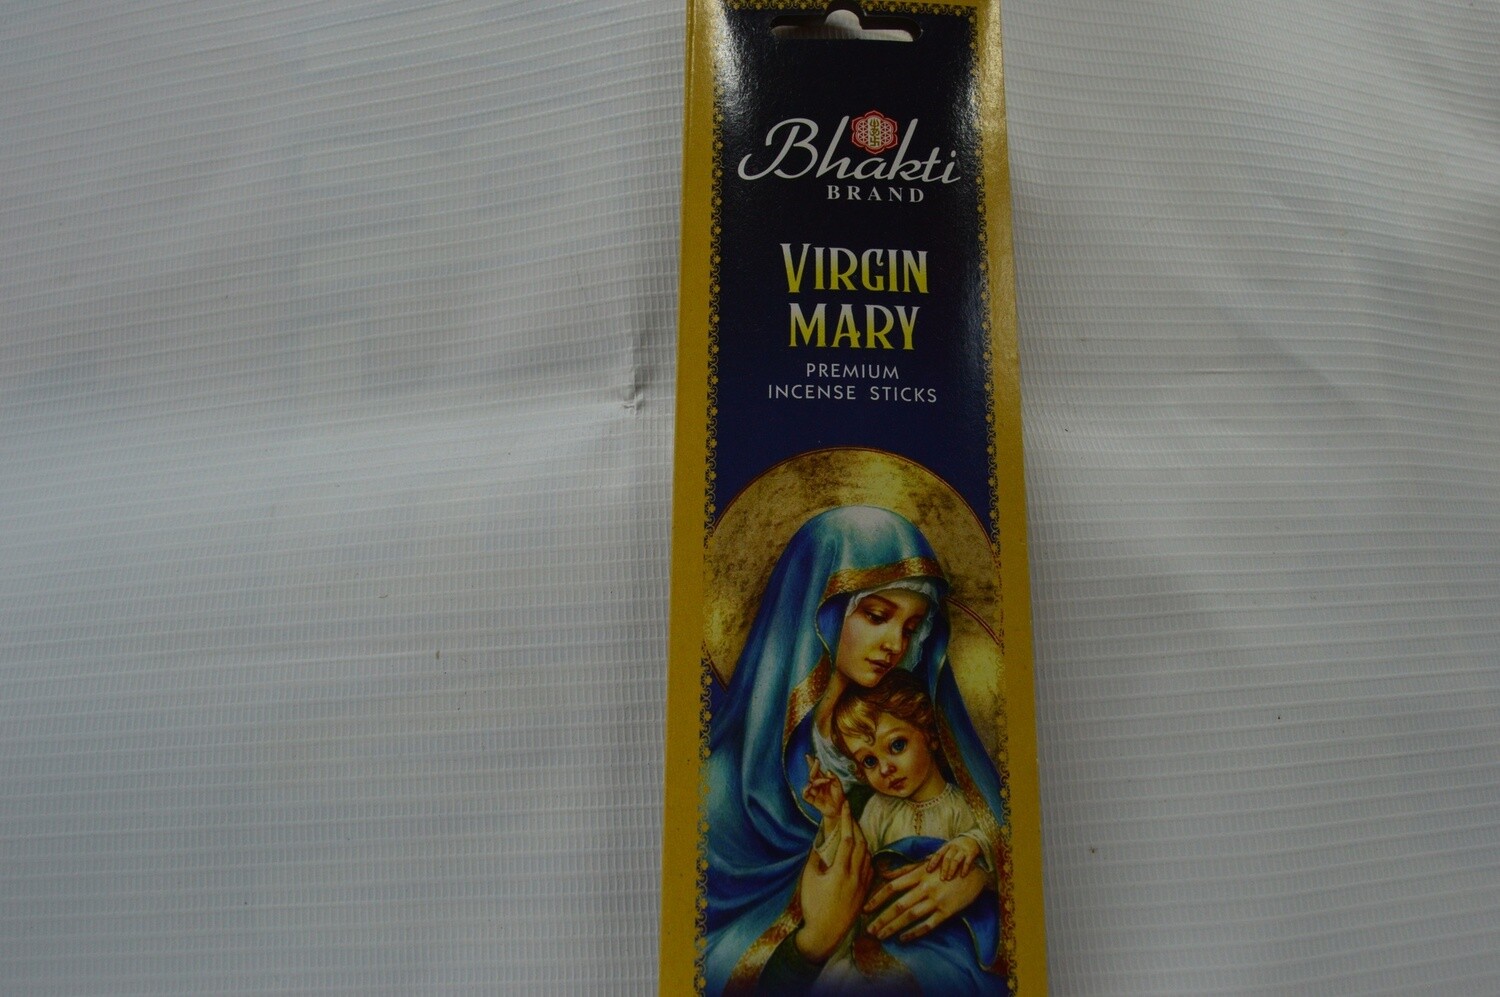 Bhakti
BRAND
VIRGIN
MARY
PREMIUM
INCENSE STICKS